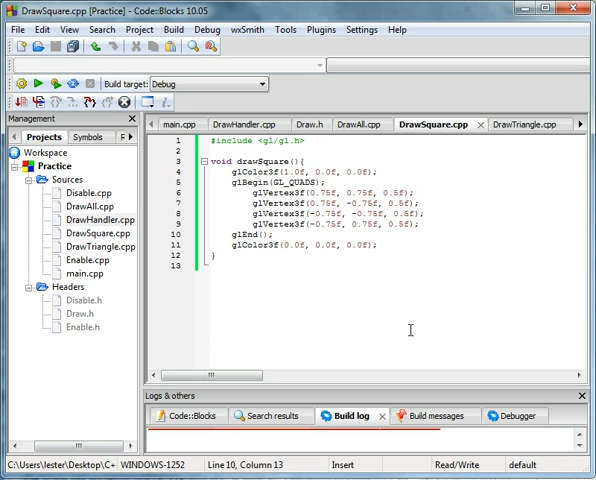 DrawSquare.cpp [Practice] - Code::Blocks 10.05
File Edit View Search Project Build Debug wxSmith Tools Plugins Settings Help
Build target: Debug
Management
Projects Symbols F
Workspace
Practice
Sources
Disable.cpp
DrawAll.cpp
DrawHandler.cpp
DrawSquare.cpp
DrawTriangle.cpp
Enable.cpp
main.cpp
Headers
Disable.h
Draw.h
Enable.h
main.cpp DrawHandler.cpp Draw.h DrawAll.cpp DrawSquare.cpp DrawTriangle.cpp
1 #include <gl/gl.h>
2
3 void drawSquare(){
4 glColor3f(1.0f, 0.0f, 0.0f);
5 glBegin(GL_QUADS);
6 glVertex3f(0.75f, 0.75f, 0.5f);
7 glVertex3f(0.75f, -0.75f, 0.5f);
8 glVertex3f(-0.75f, -0.75f, 0.5f);
9 glVertex3f(-0.75f, 0.75f, 0.5f);
10 glEnd();
11 glColor3f(0.0f, 0.0f, 0.0f);
12 }
13
Logs & others
Code::Blocks Search results Build log Build messages Debugger
C:\Users\lester\Desktop\C+ WINDOWS-1252 Line 10, Column 13 Insert Read/Write default